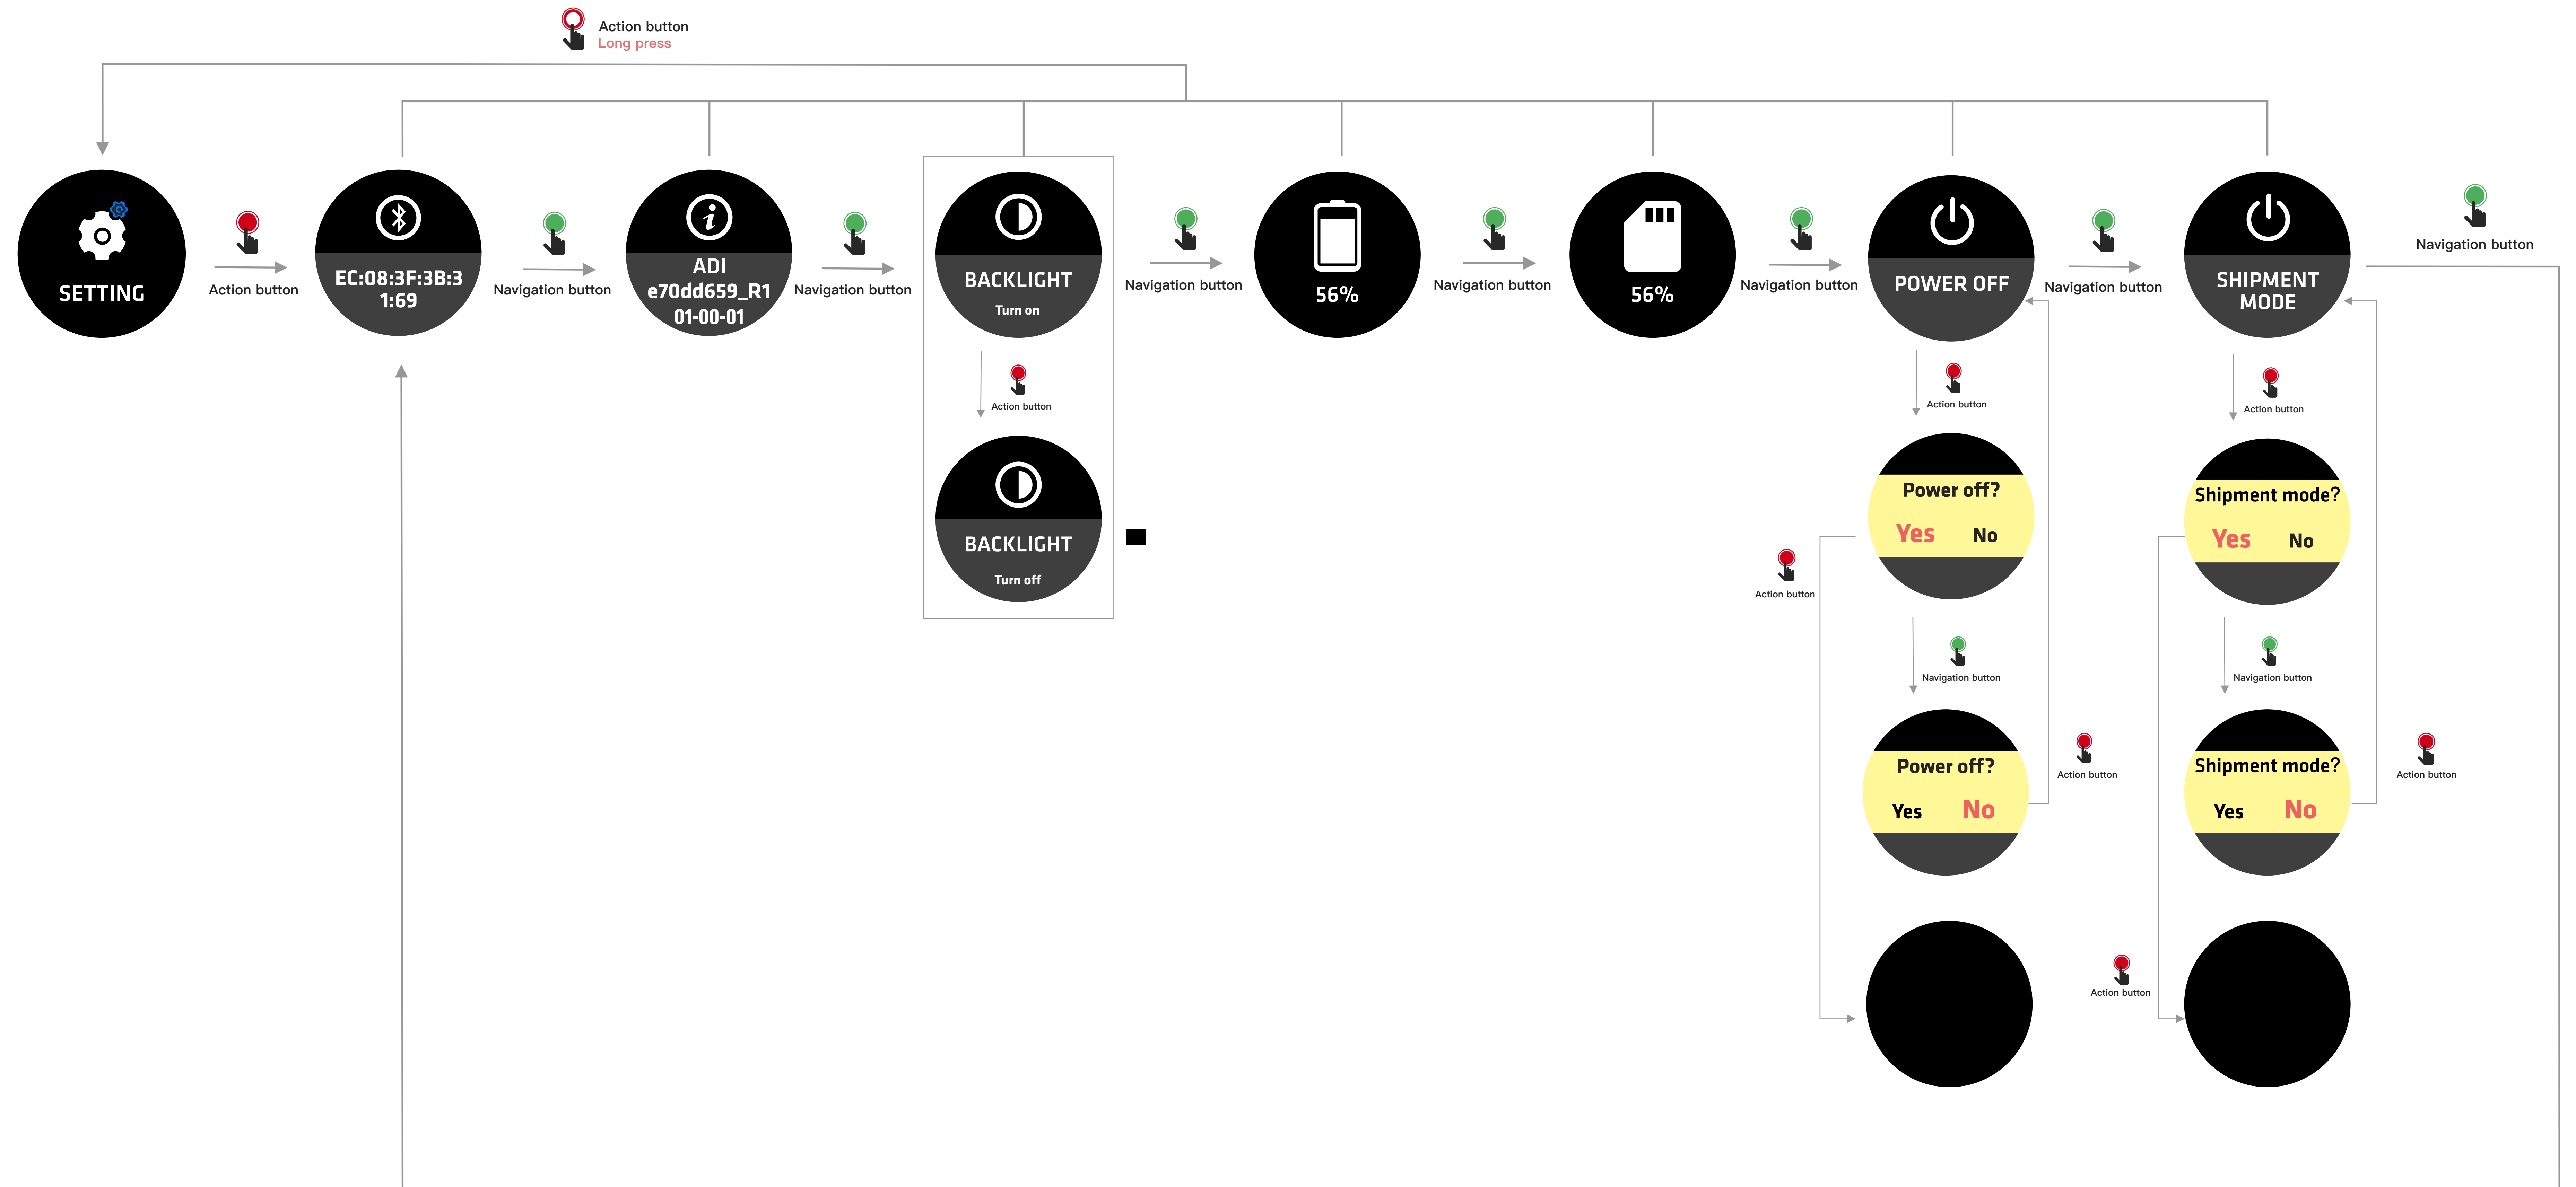 Action button
Long press
SETTING
Action button
EC:08:3F:3B:3
1:69
Navigation button
ADI
e70dd659_R1
01-00-01
Navigation button
BACKLIGHT
Turn on
Action button
BACKLIGHT
Turn off
Navigation button
56%
Navigation button
56%
Navigation button
POWER OFF
Action button
Power off?
Yes No
Action button
Navigation button
Power off?
Yes No
Action button
Navigation button
SHIPMENT
MODE
Action button
Shipment mode?
Yes No
Navigation button
Shipment mode?
Yes No
Action button
Action button
Navigation button